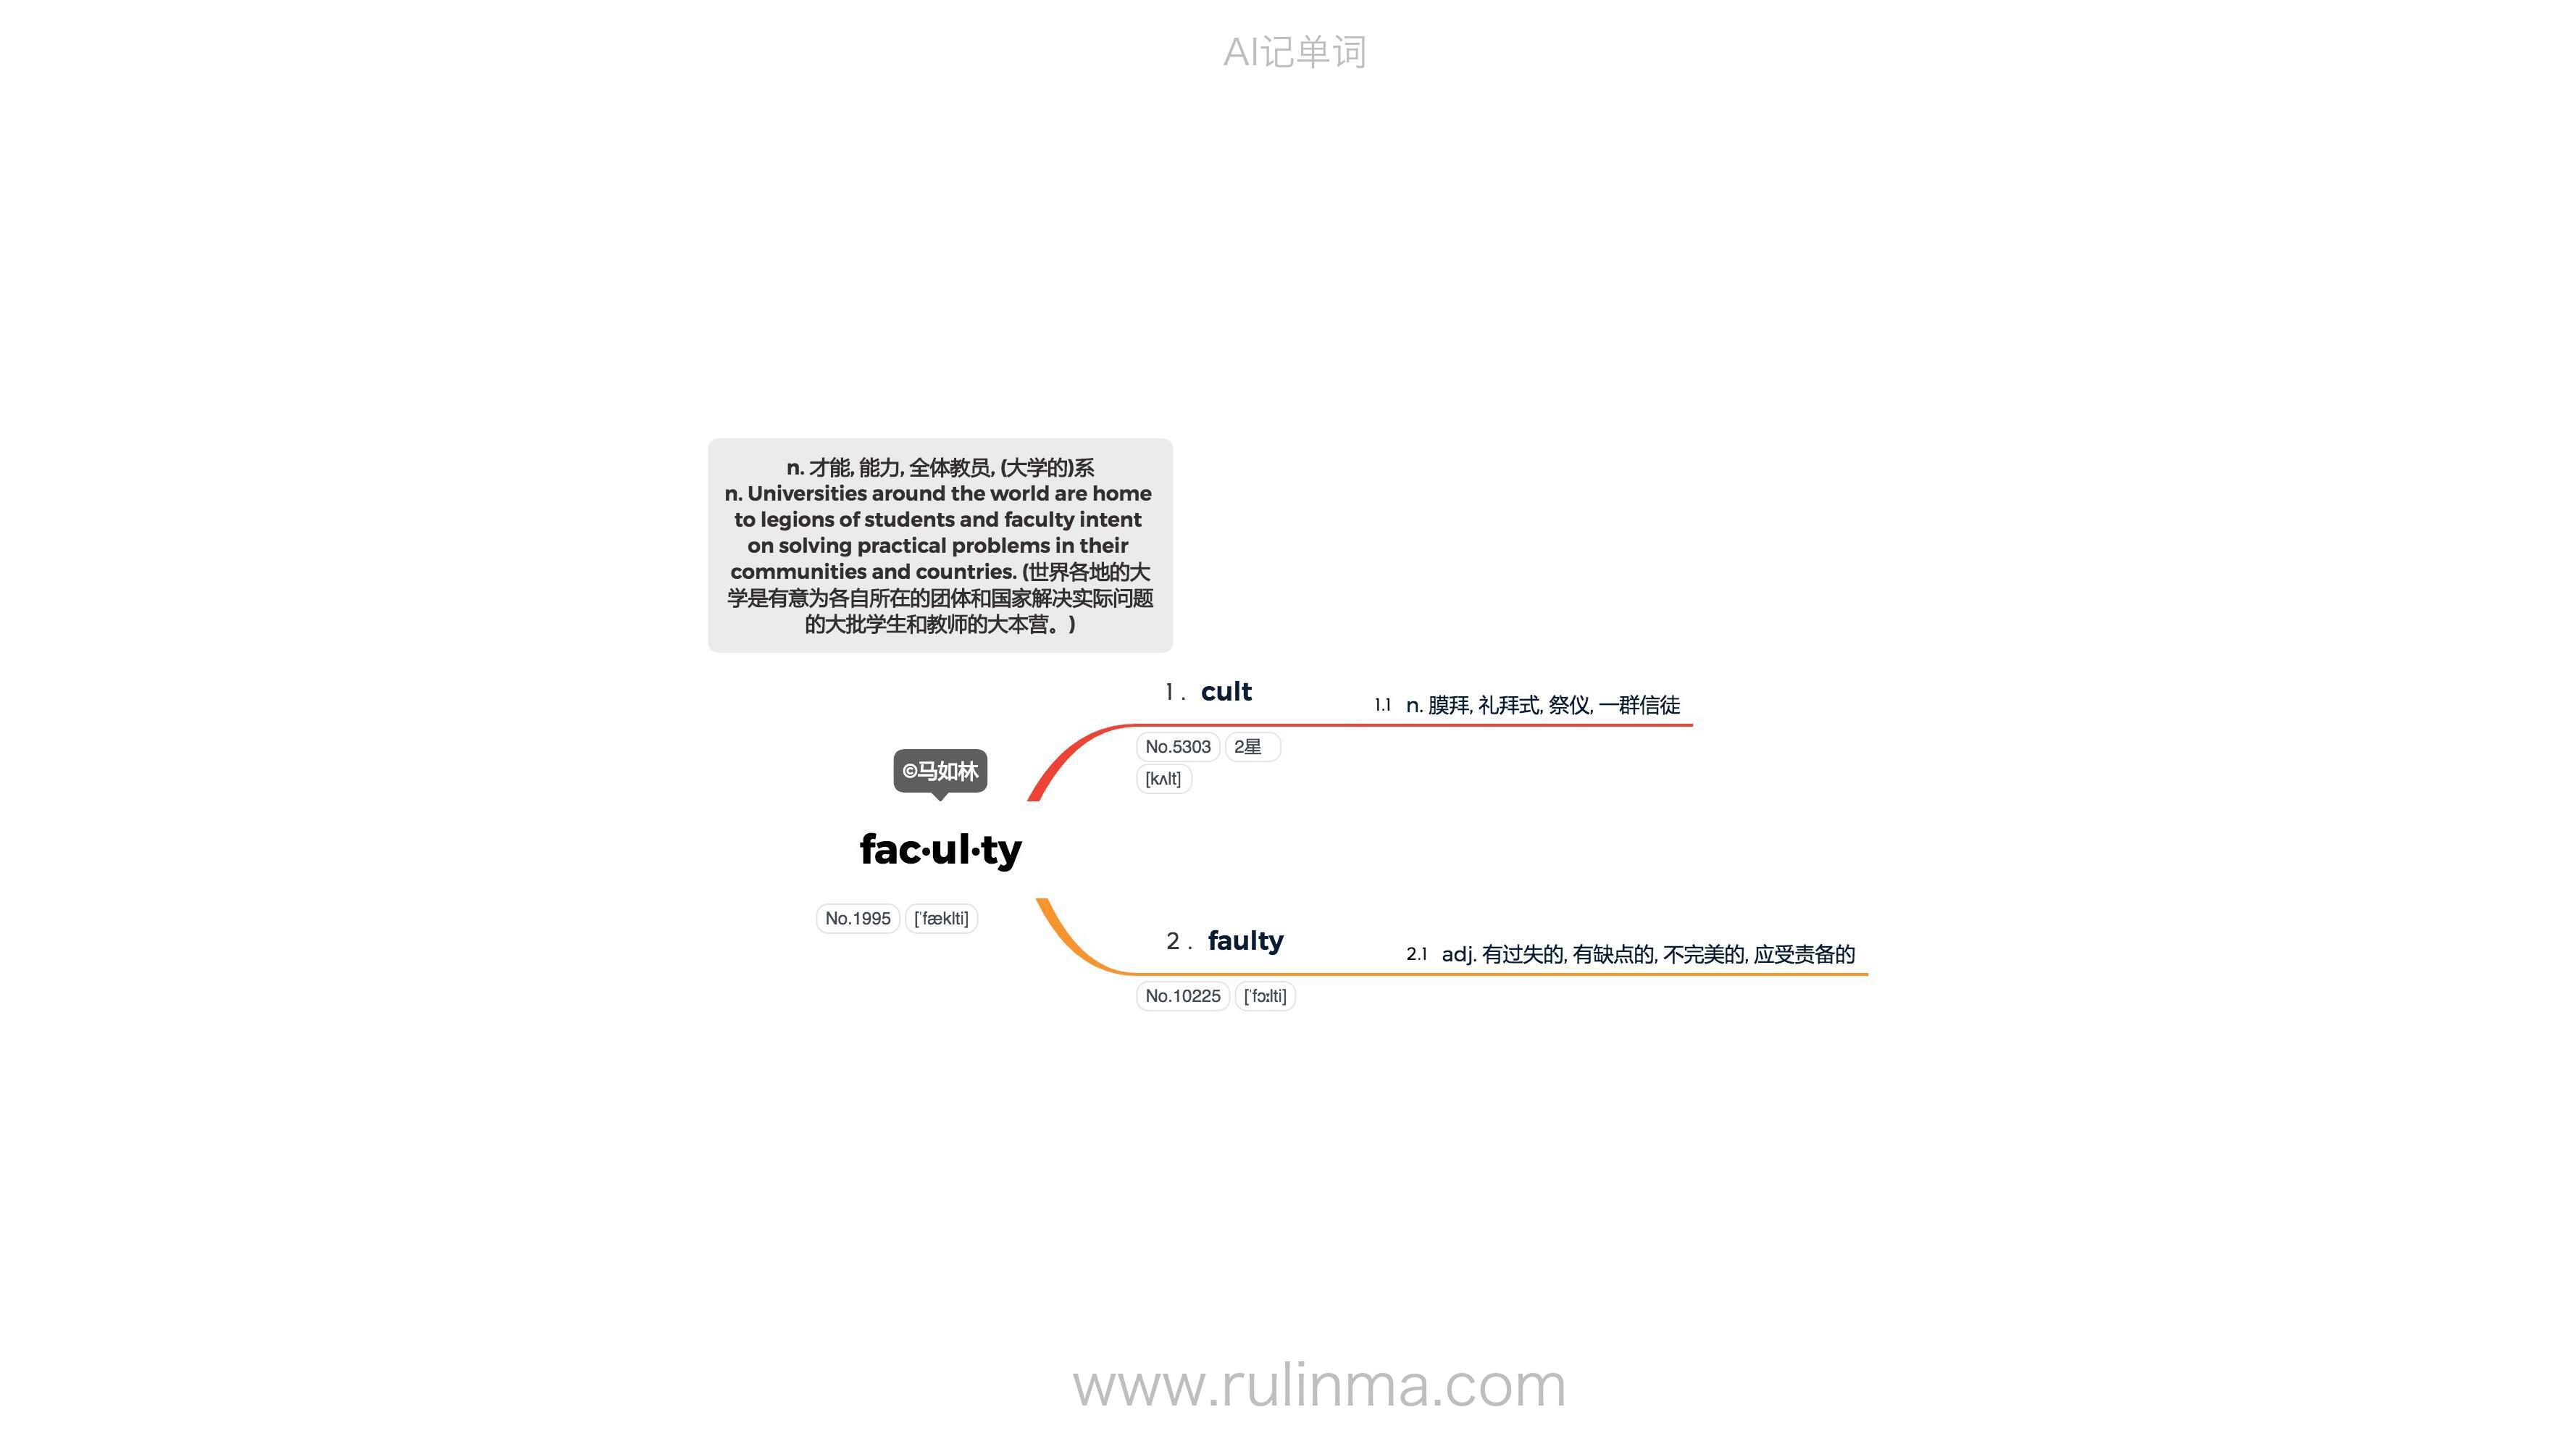 AI记单词
n. 才能, 能力, 全体教员, (大学的)系
n. Universities around the world are home
to legions of students and faculty intent
on solving practical problems in their
communities and countries. (世界各地的大
学是有意为各自所在的团体和国家解决实际问题
的大批学生和教师的大本营。)
1 . cult
1.1 n. 膜拜, 礼拜式, 祭仪, 一群信徒
No.5303 2星
[kʌlt]
©马如林
fac·ul·ty
No.1995 [ˈfæklti]
2 . faulty
2.1 adj. 有过失的, 有缺点的, 不完美的, 应受责备的
No.10225 [ˈfɔːlti]
www.rulinma.com